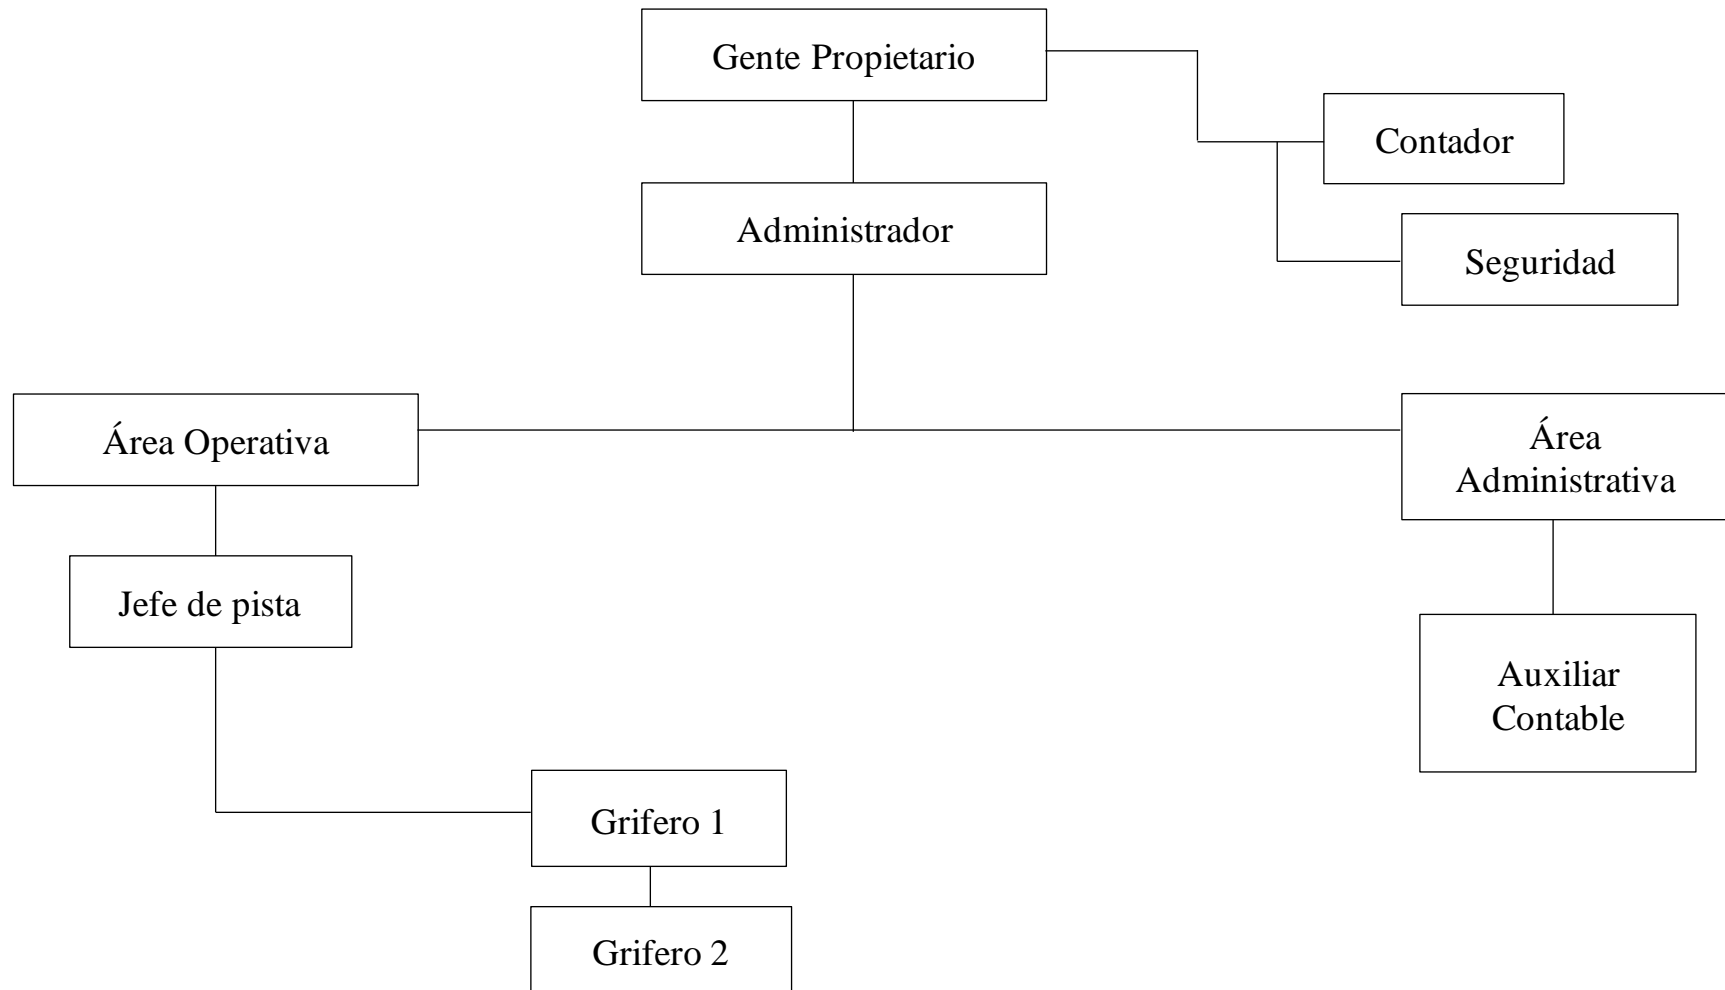 Gente Propietario
Contador
Administrador
Seguridad
Área Operativa
Área
Administrativa
Jefe de pista
Auxiliar
Contable
Grifero 1
Grifero 2